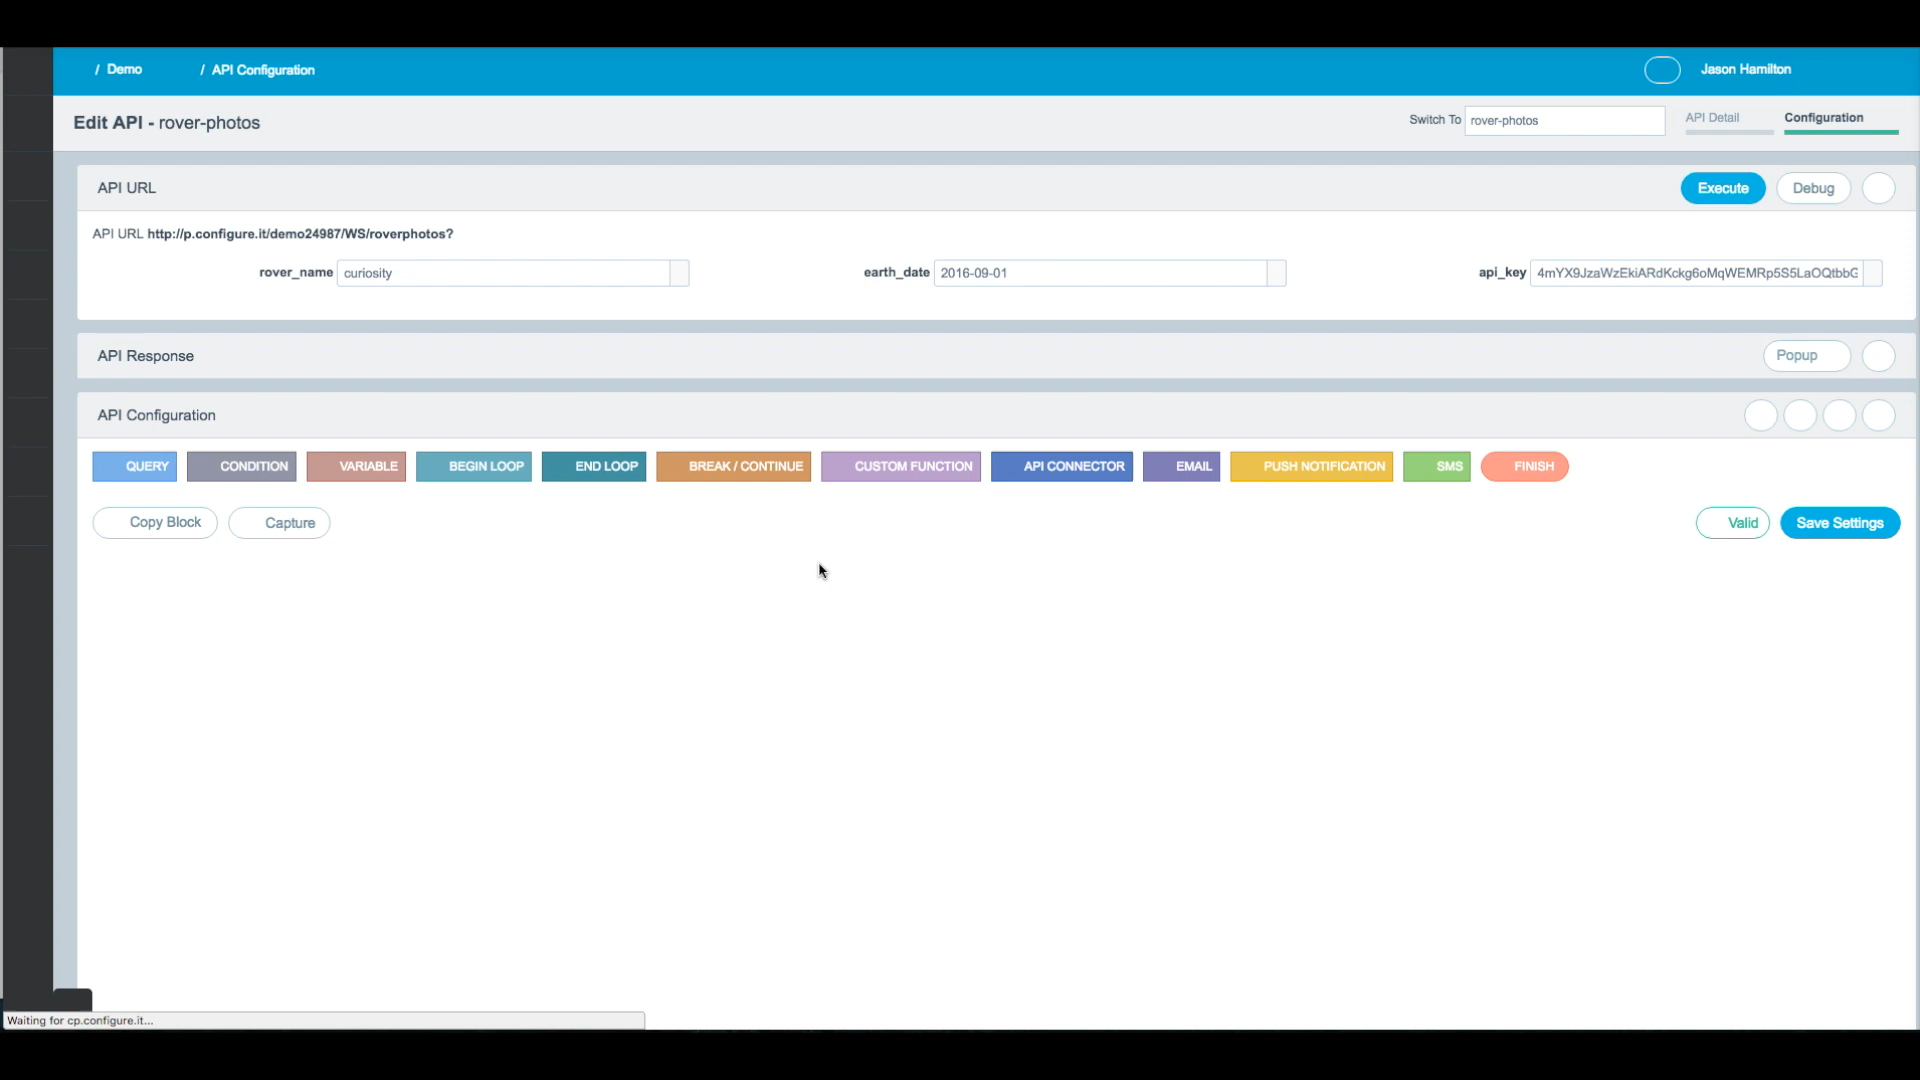 / Demo / API Configuration Jason Hamilton
Edit API - rover-photos Switch To rover-photos API Detail Configuration
API URL Execute Debug
API URL http://p.configure.it/demo24987/WS/roverphotos?
rover_name curiosity earth_date 2016-09-01 api_key 4mYX9JzaWzEkiARdKckg6oMqWEMRp5S5LaOQtbbG
API Response Popup
API Configuration
QUERY CONDITION VARIABLE BEGIN LOOP END LOOP BREAK / CONTINUE CUSTOM FUNCTION API CONNECTOR EMAIL PUSH NOTIFICATION SMS FINISH
Copy Block Capture Valid Save Settings
Waiting for cp.configure.it...